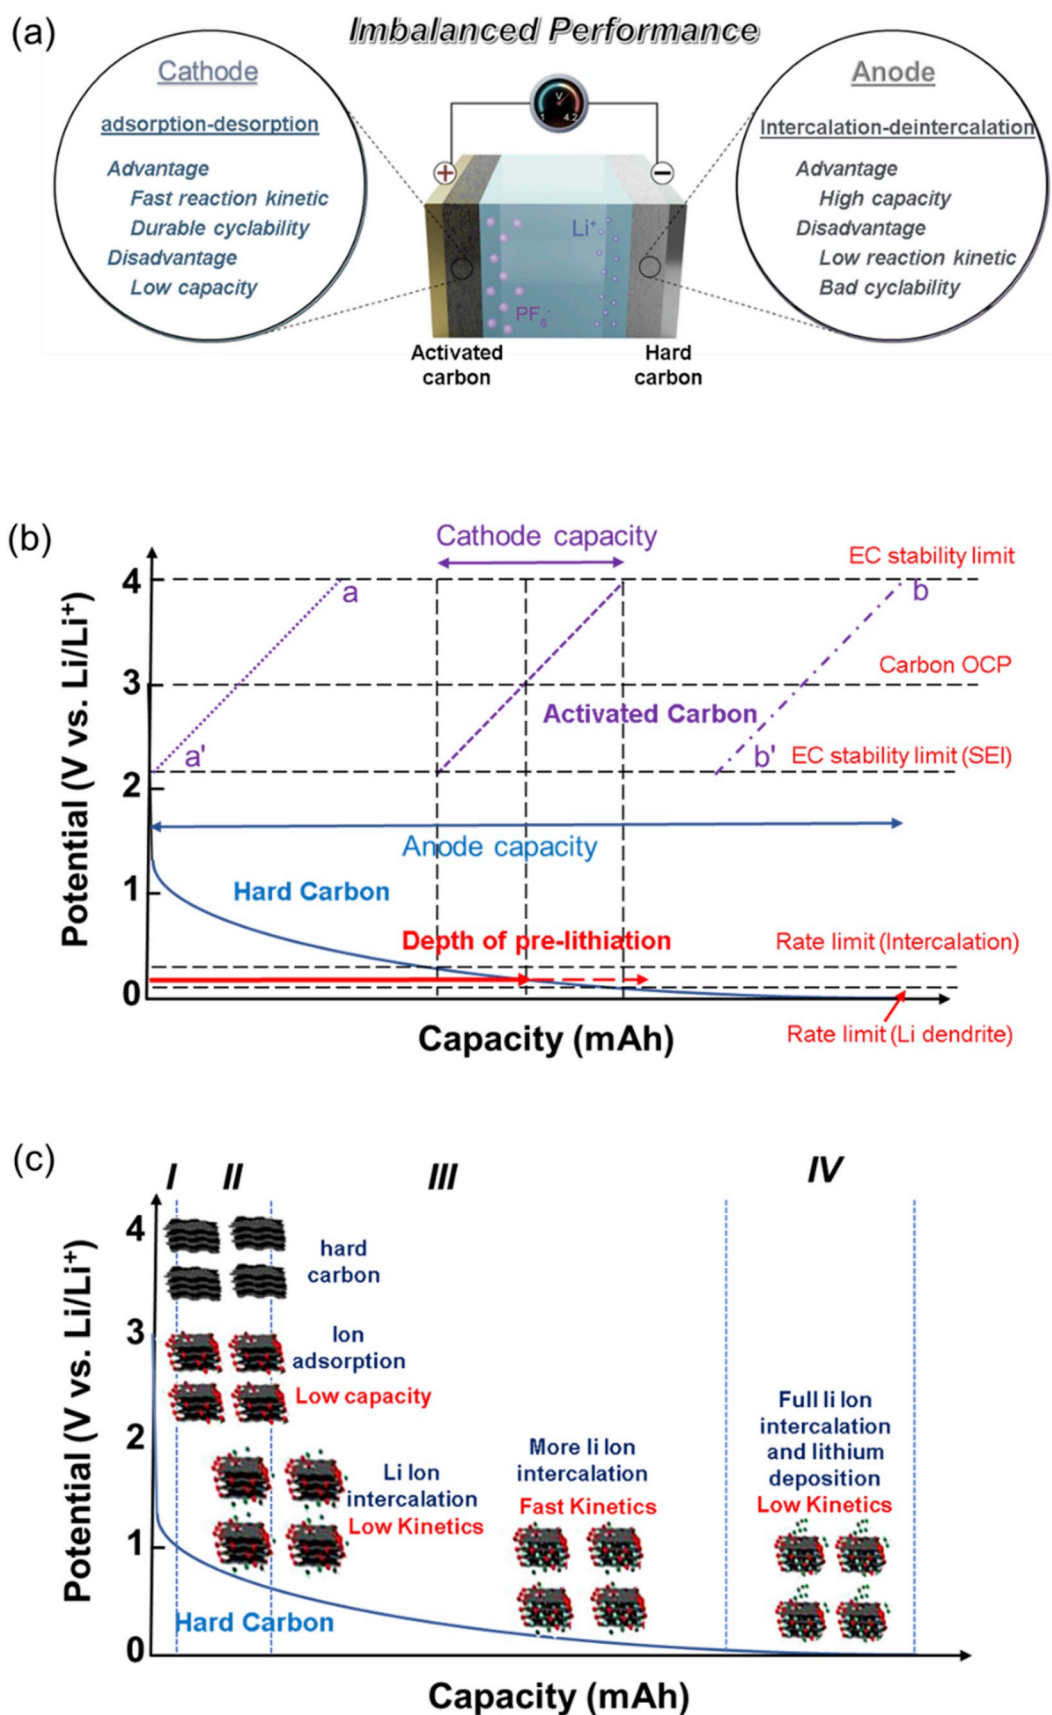 (a)
Imbalanced Performance
Cathode
adsorption-desorption
Advantage
Fast reaction kinetic
Durable cyclability
Disadvantage
Low capacity
V
1 4.2
+
−
Li⁺
PF₆⁻
Activated
carbon
Hard
carbon
Anode
Intercalation-deintercalation
Advantage
High capacity
Disadvantage
Low reaction kinetic
Bad cyclability
(b)
Potential (V vs. Li/Li⁺)
4
3
2
1
0
Cathode capacity
EC stability limit
a
b
Carbon OCP
Activated Carbon
a'
b'
EC stability limit (SEI)
Anode capacity
Hard Carbon
Depth of pre-lithiation
Rate limit (Intercalation)
Rate limit (Li dendrite)
Capacity (mAh)
(c)
I II III IV
Potential (V vs. Li/Li⁺)
4
3
2
1
0
hard
carbon
Ion
adsorption
Low capacity
Li Ion
intercalation
Low Kinetics
More li Ion
intercalation
Fast Kinetics
Full li Ion
intercalation
and lithium
deposition
Low Kinetics
Hard Carbon
Capacity (mAh)